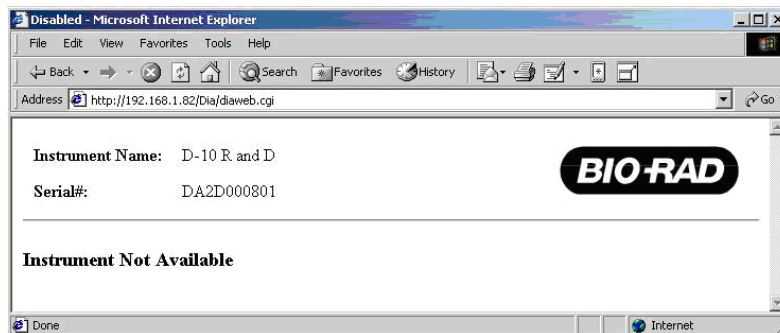 Disabled - Microsoft Internet Explorer
File Edit View Favorites Tools Help
Back Search Favorites History
Address http://192.168.1.82/Dia/diaweb.cgi Go
Instrument Name: D-10 R and D
BIO-RAD
Serial#: DA2D000801
Instrument Not Available
Done Internet